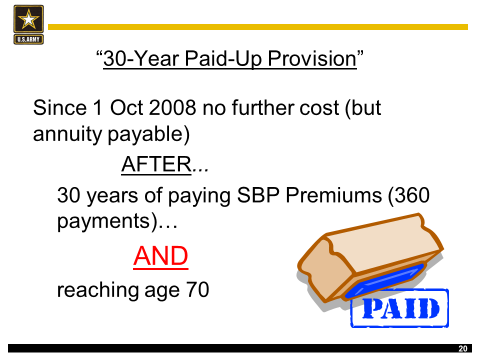 U.S.ARMY
“30-Year Paid-Up Provision”
Since 1 Oct 2008 no further cost (but
annuity payable)
AFTER...
30 years of paying SBP Premiums (360
payments)…
AND
reaching age 70
PAID
20